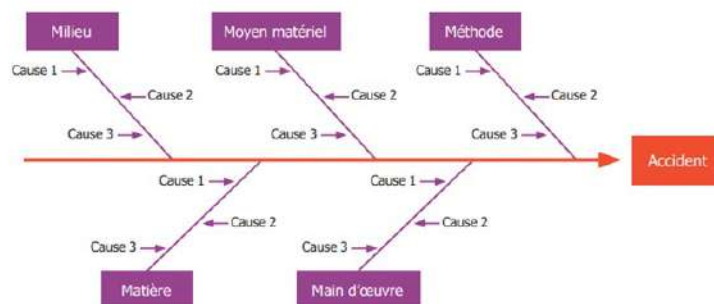 Milieu
Moyen matériel
Méthode
Cause 1
Cause 1
Cause 1
Cause 2
Cause 2
Cause 2
Cause 3
Cause 3
Cause 3
Accident
Cause 1
Cause 1
Cause 2
Cause 2
Cause 3
Cause 3
Matière
Main d'œuvre